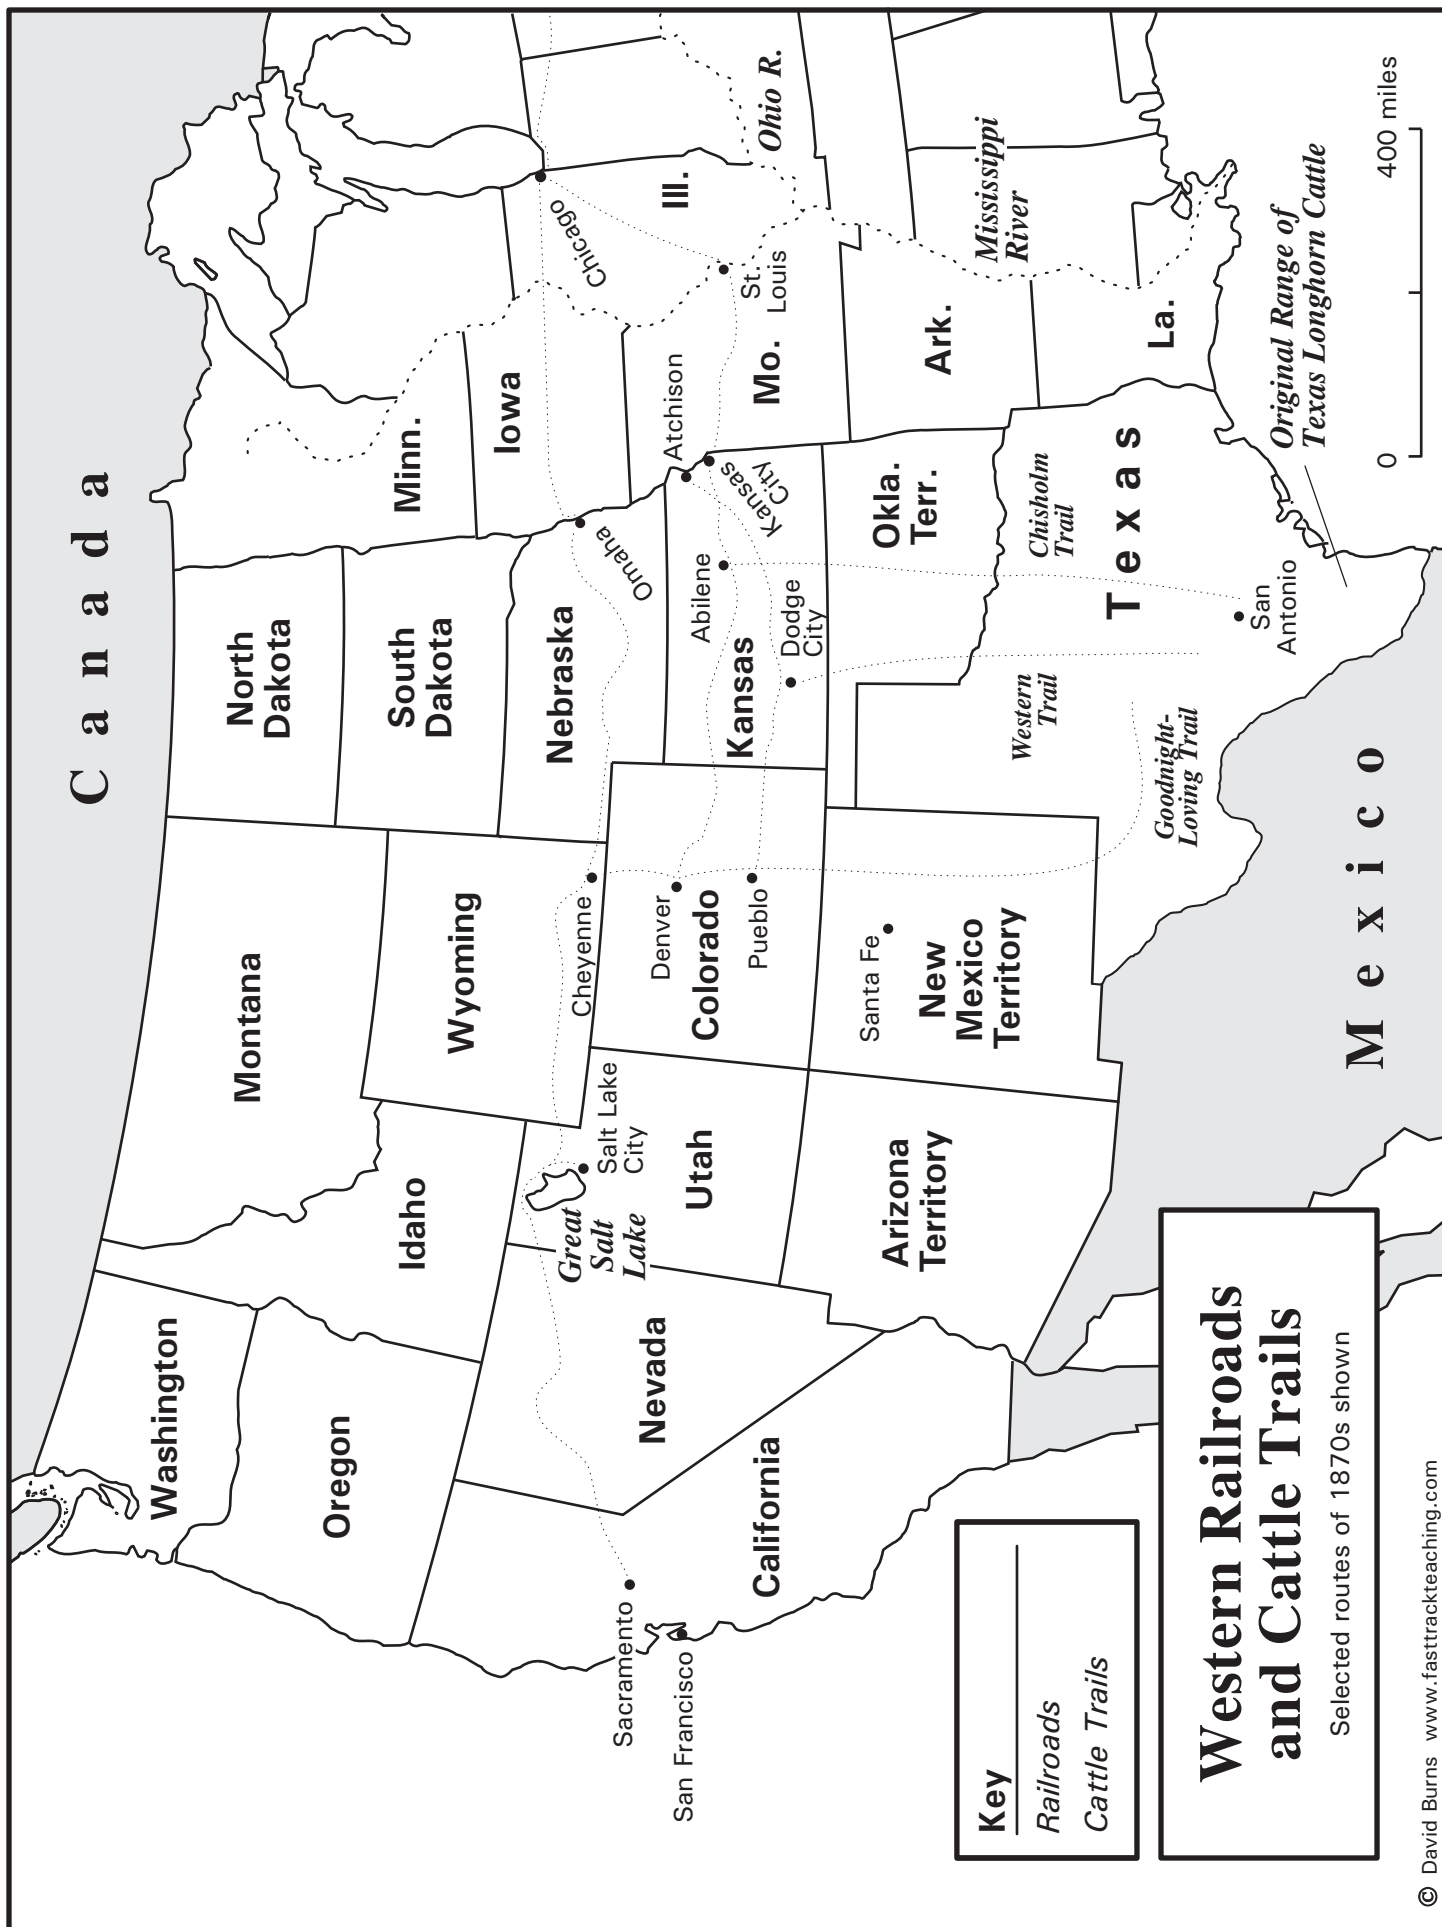 Canada
Washington
Montana
North
Dakota
Minn.
Oregon
Idaho
Wyoming
South
Dakota
Iowa
Nebraska
Chicago
Omaha
Sacramento
San Francisco
Nevada
Great
Salt
Lake
Salt Lake
City
Utah
Cheyenne
Denver
Colorado
Pueblo
Kansas
Abilene
Dodge
City
Atchison
Kansas
City
Mo.
St.
Louis
Ill.
Ohio R.
California
Arizona
Territory
Santa Fe
New
Mexico
Territory
Okla.
Terr.
Ark.
Mississippi
River
Western
Trail
Chisholm
Trail
Goodnight-
Loving Trail
Texas
La.
San
Antonio
Original Range of
Texas Longhorn Cattle
Mexico
Key
Railroads
Cattle Trails
Western Railroads
and Cattle Trails
Selected routes of 1870s shown
0
400 miles
© David Burns www.fasttrackteaching.com